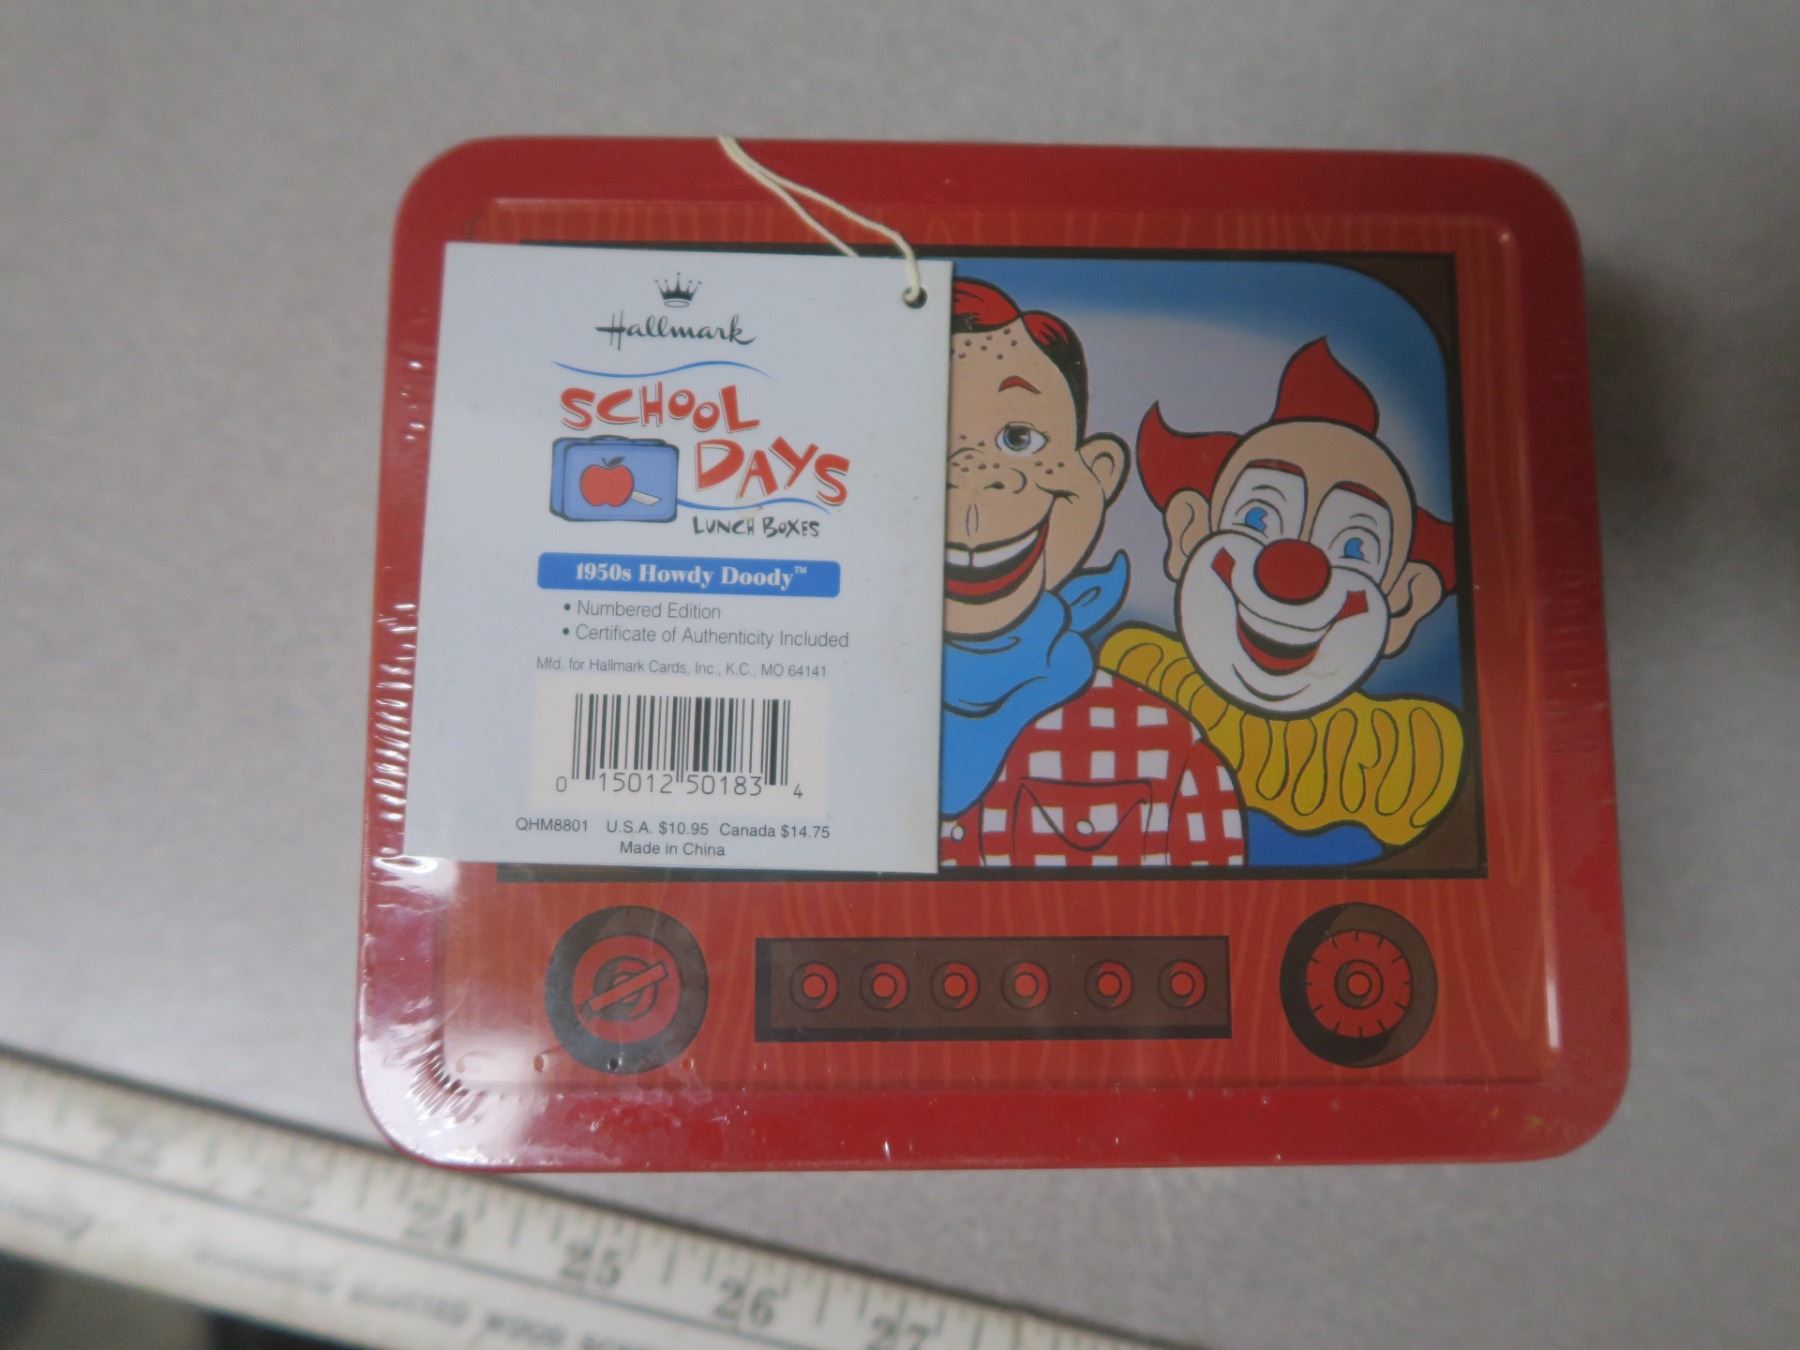 Hallmark
SCHOOL
DAYS
LUNCH BOXES
1950s Howdy Doody™
• Numbered Edition
• Certificate of Authenticity Included
Mfd. for Hallmark Cards, Inc., K.C., MO 64141
0 15012 50183 4
QHM8801 U.S.A. $10.95 Canada $14.75
Made in China
22 23 24 25 26 27